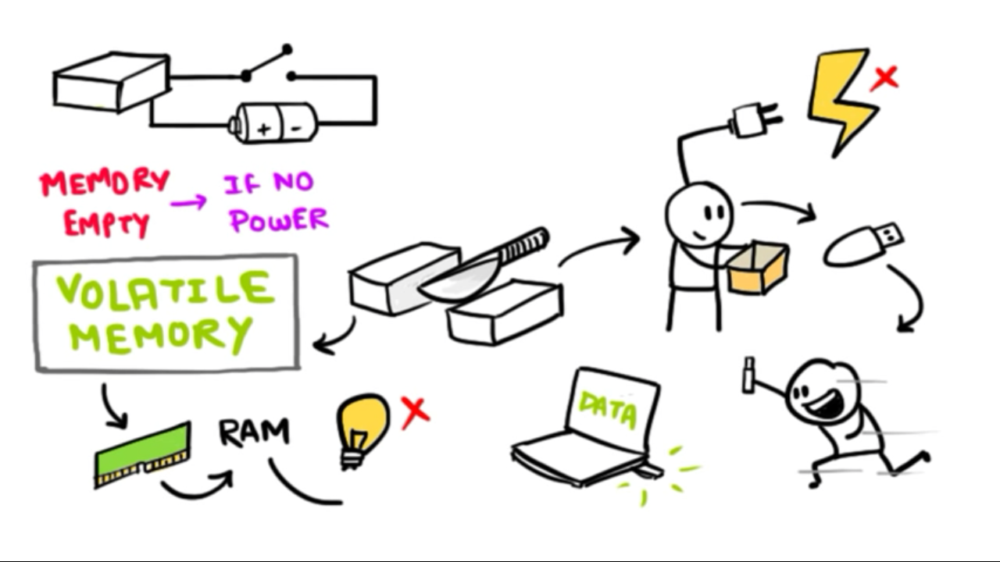 + -
MEMORY
EMPTY
→
IF NO
POWER
VOLATILE
MEMORY
RAM
DATA